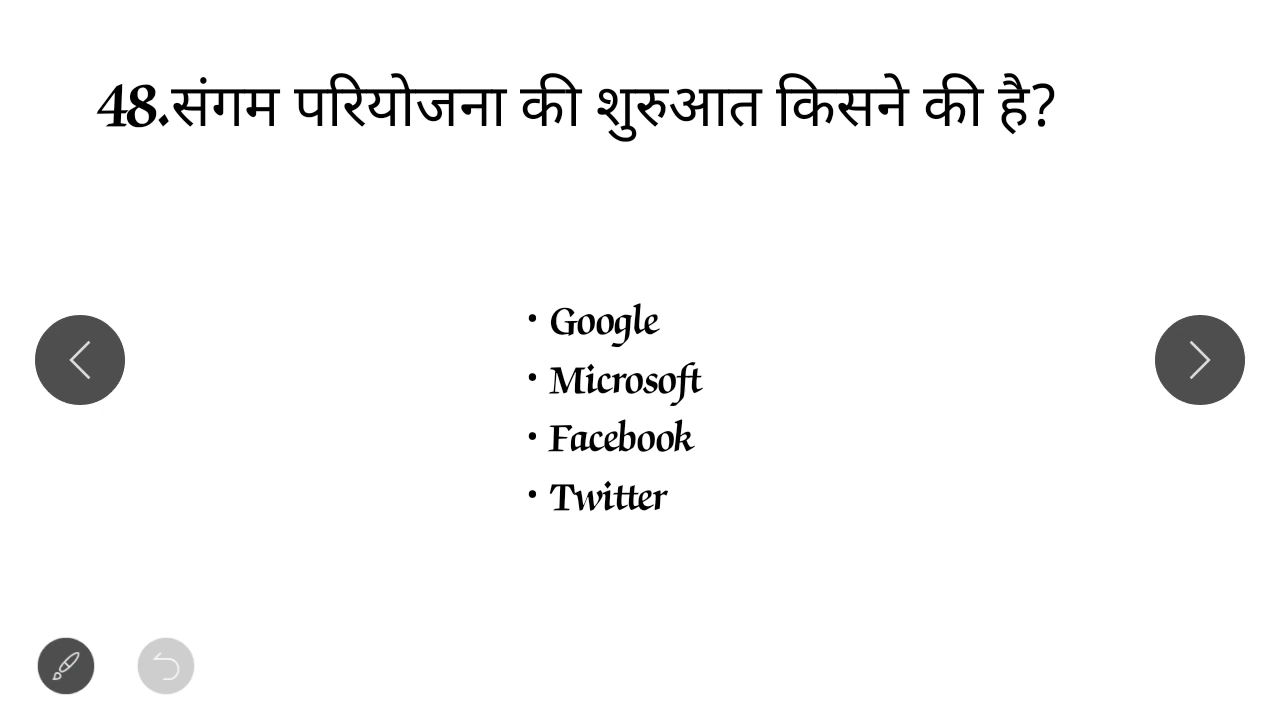 48.संगम परियोजना की शुरुआत किसने की है?
• Google
• Microsoft
• Facebook
• Twitter